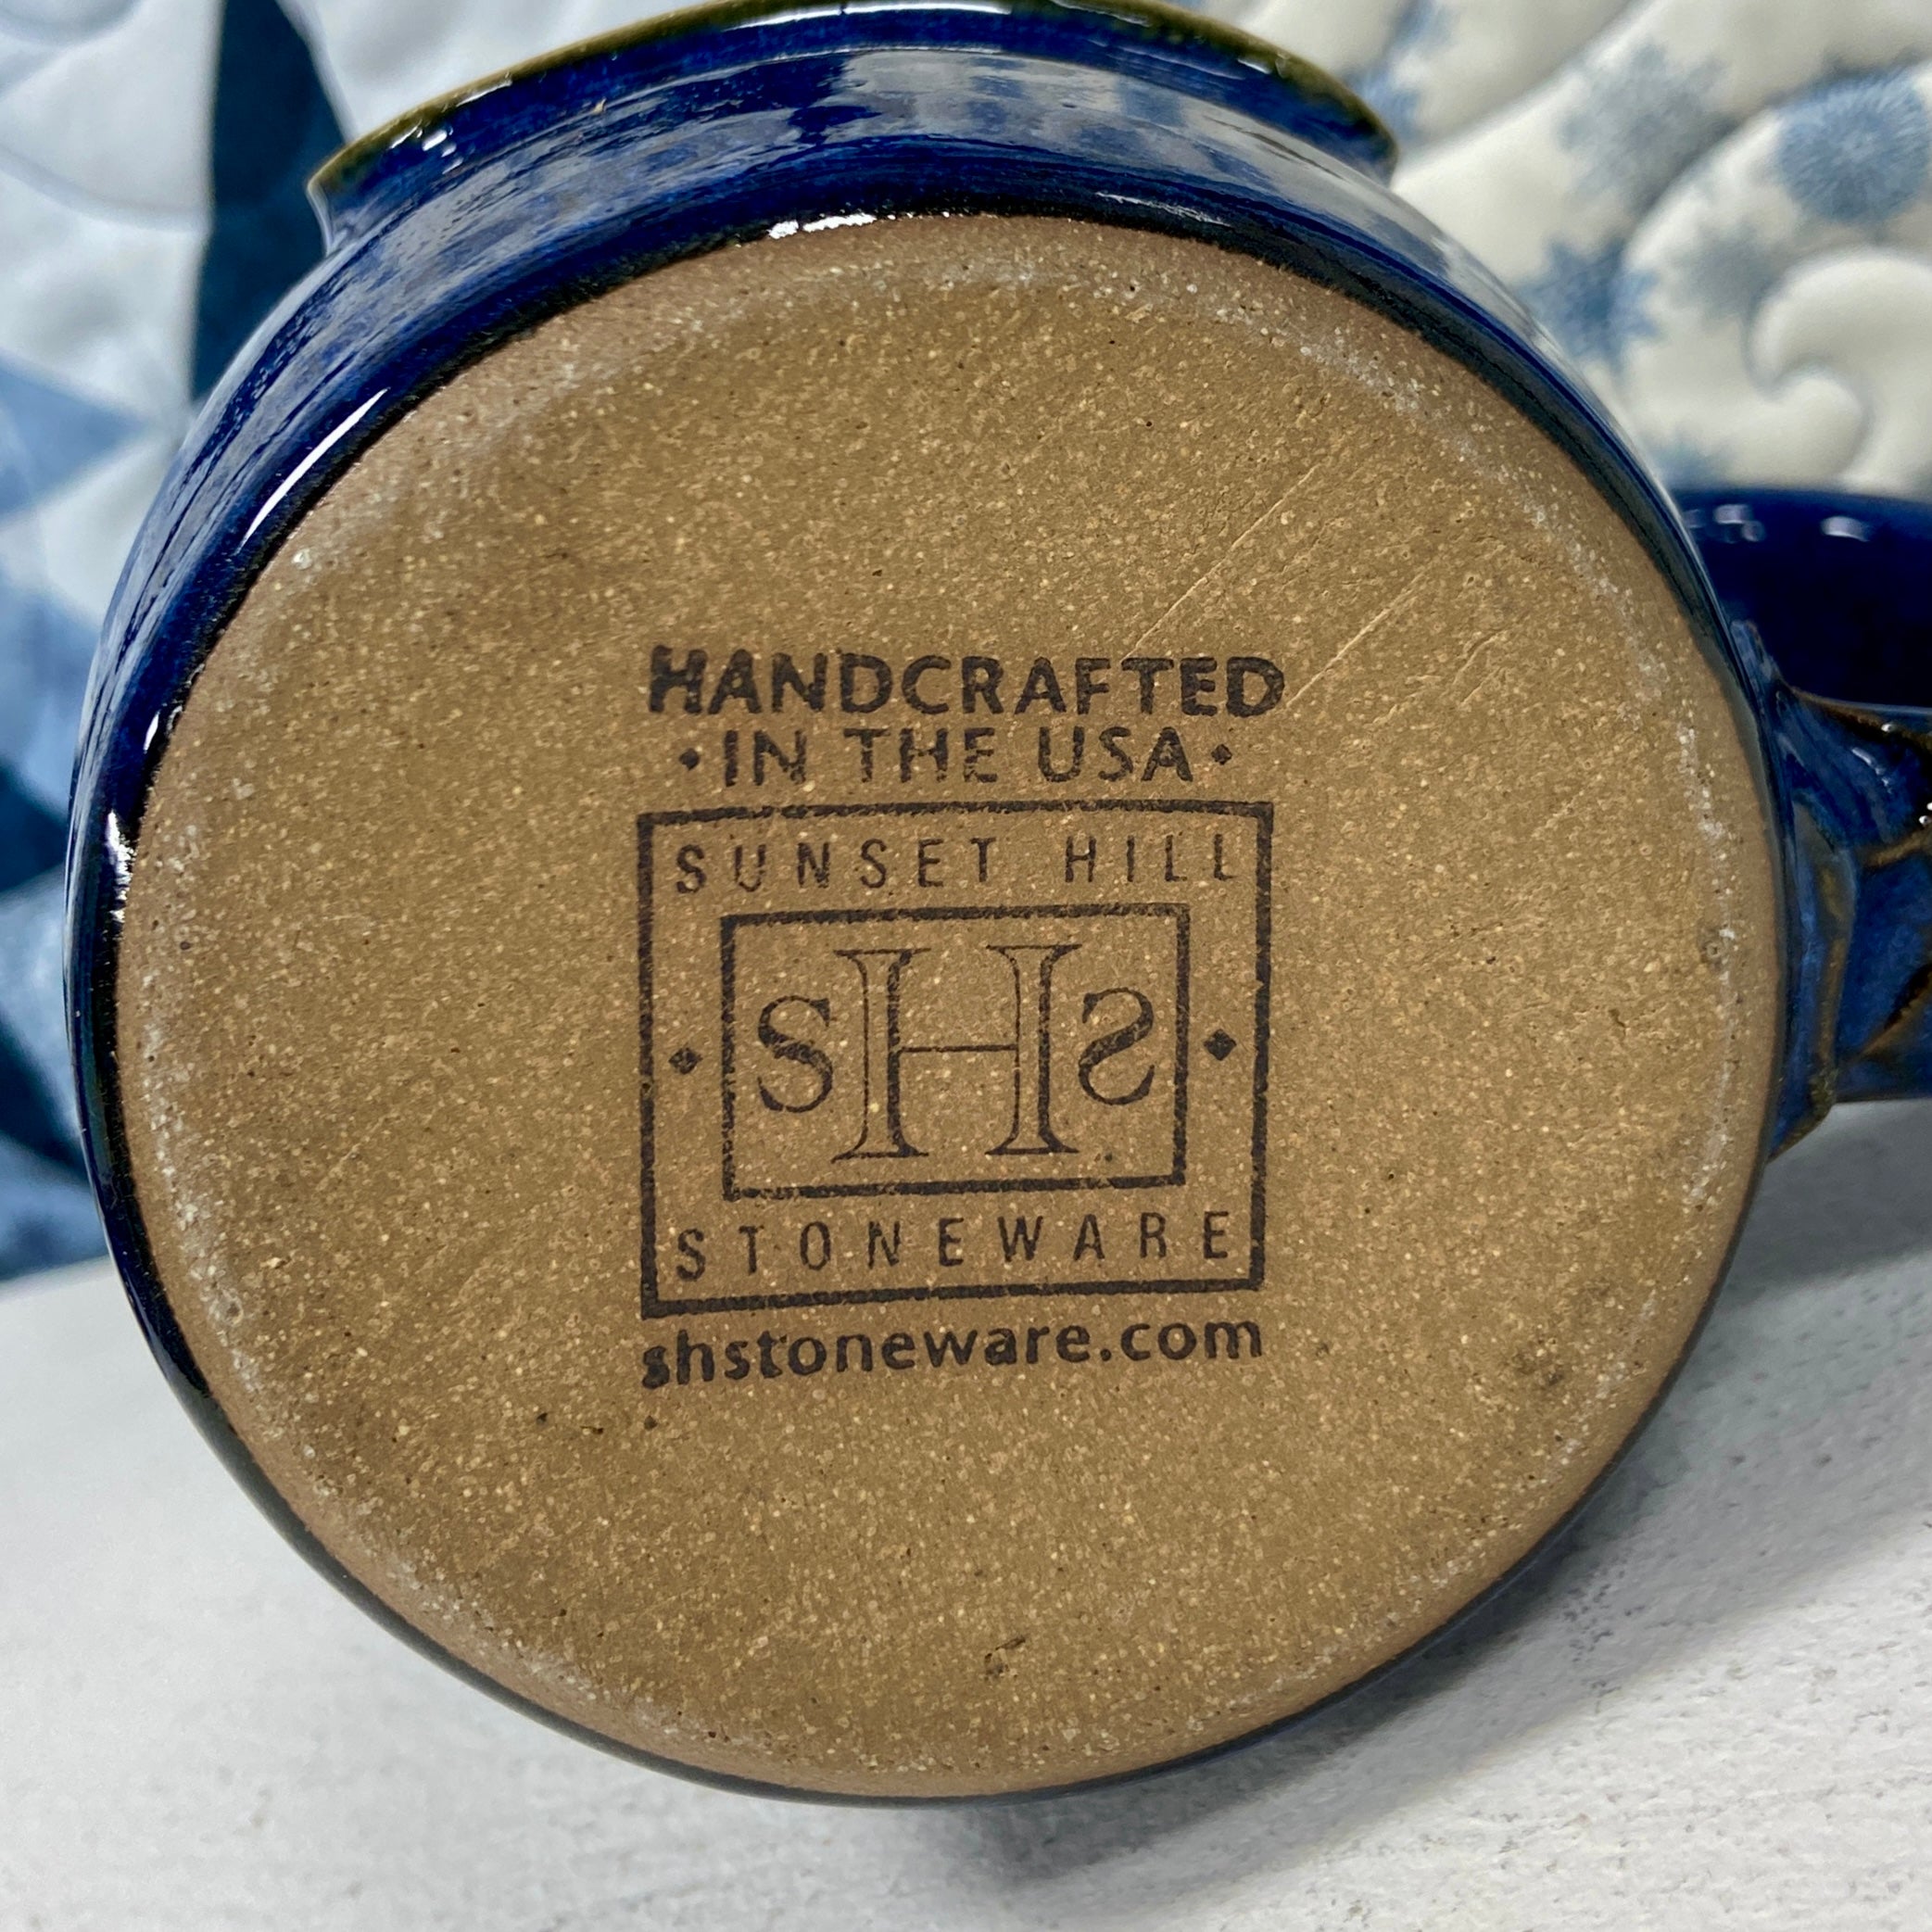 HANDCRAFTED
·IN THE USA·
SUNSET HILL
SHS
STONEWARE
shstoneware.com